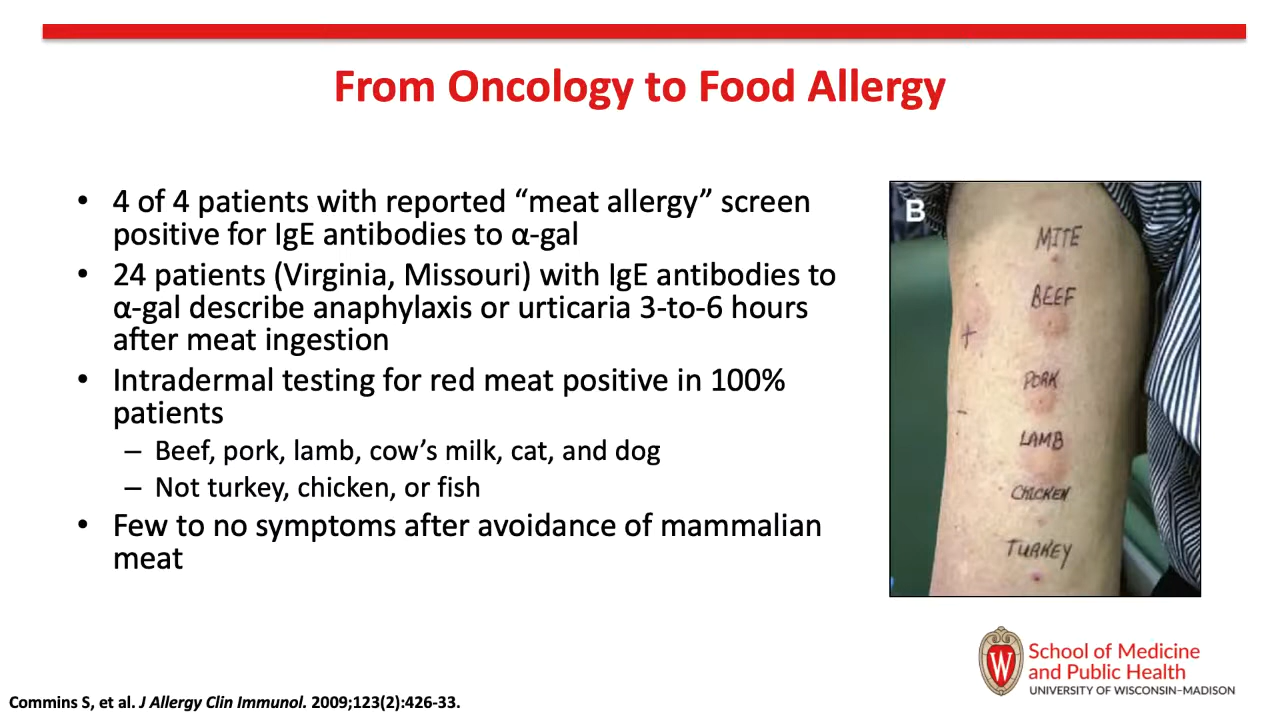 From Oncology to Food Allergy
• 4 of 4 patients with reported “meat allergy” screen
positive for IgE antibodies to α-gal
• 24 patients (Virginia, Missouri) with IgE antibodies to
α-gal describe anaphylaxis or urticaria 3-to-6 hours
after meat ingestion
• Intradermal testing for red meat positive in 100%
patients
– Beef, pork, lamb, cow’s milk, cat, and dog
– Not turkey, chicken, or fish
• Few to no symptoms after avoidance of mammalian
meat
B
MITE
BEEF
+
PORK
-
LAMB
CHICKEN
TURKEY
W
School of Medicine
and Public Health
UNIVERSITY OF WISCONSIN–MADISON
Commins S, et al. J Allergy Clin Immunol. 2009;123(2):426-33.